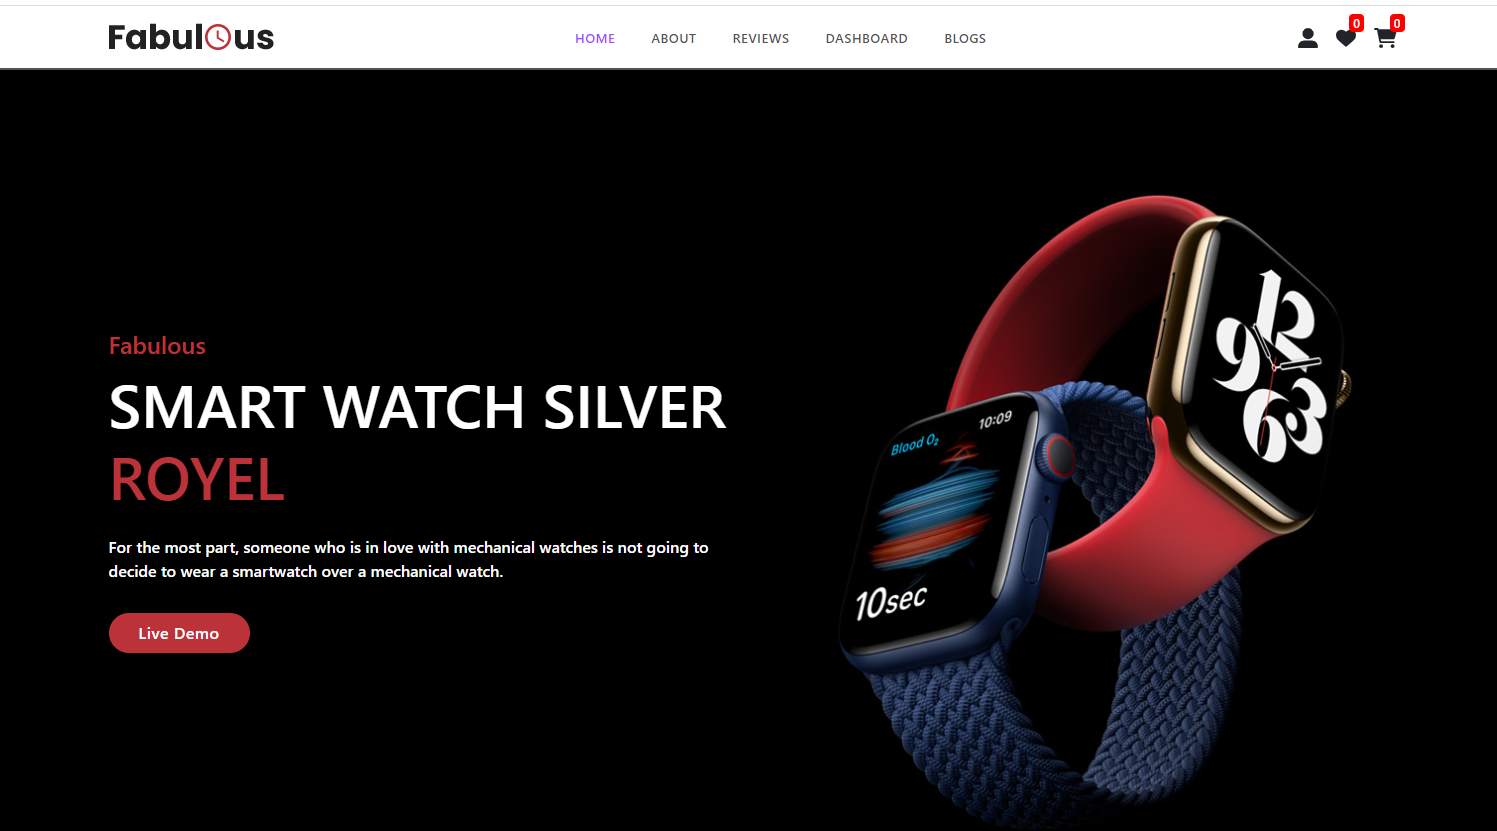 Fabulous
HOME ABOUT REVIEWS DASHBOARD BLOGS
0 0
Fabulous
SMART WATCH SILVER
ROYEL
For the most part, someone who is in love with mechanical watches is not going to
decide to wear a smartwatch over a mechanical watch.
Live Demo
12
9
3
6
Blood O₂
10:09
10sec